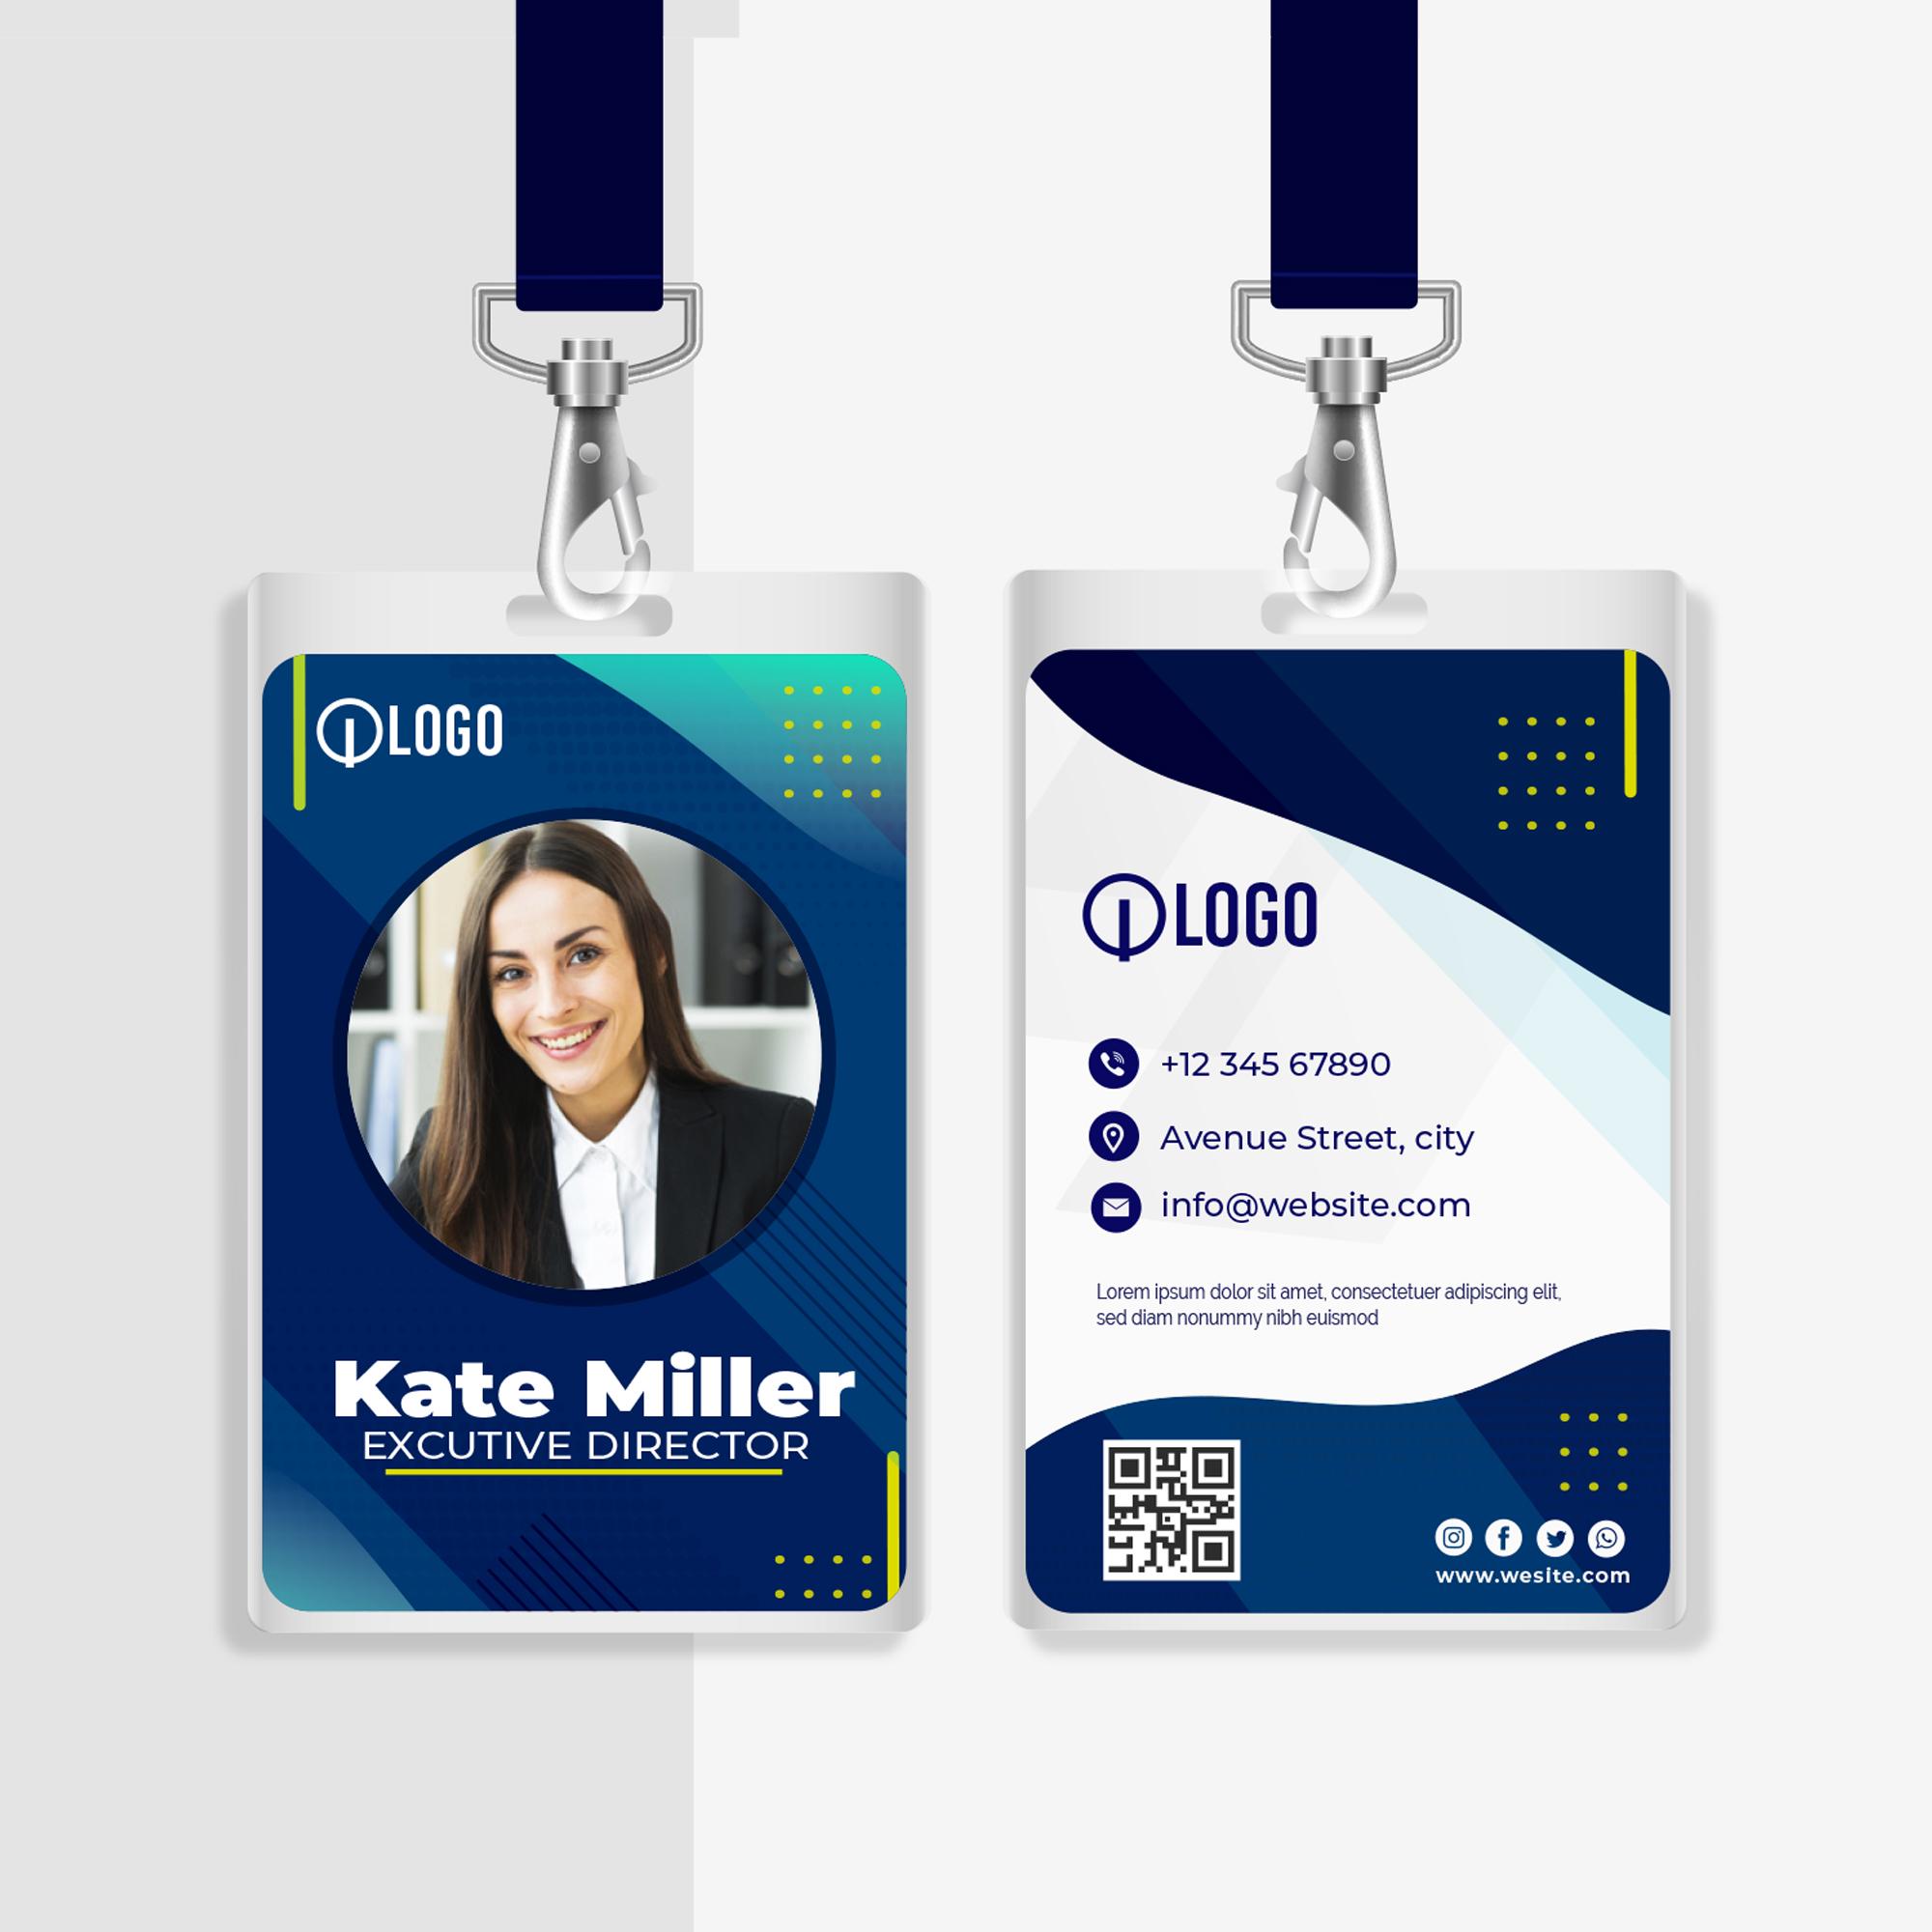 LOGO
Kate Miller
EXCUTIVE DIRECTOR
LOGO
+12 345 67890
Avenue Street, city
info@website.com
Lorem ipsum dolor sit amet, consectetuer adipiscing elit,
sed diam nonummy nibh euismod
www.wesite.com